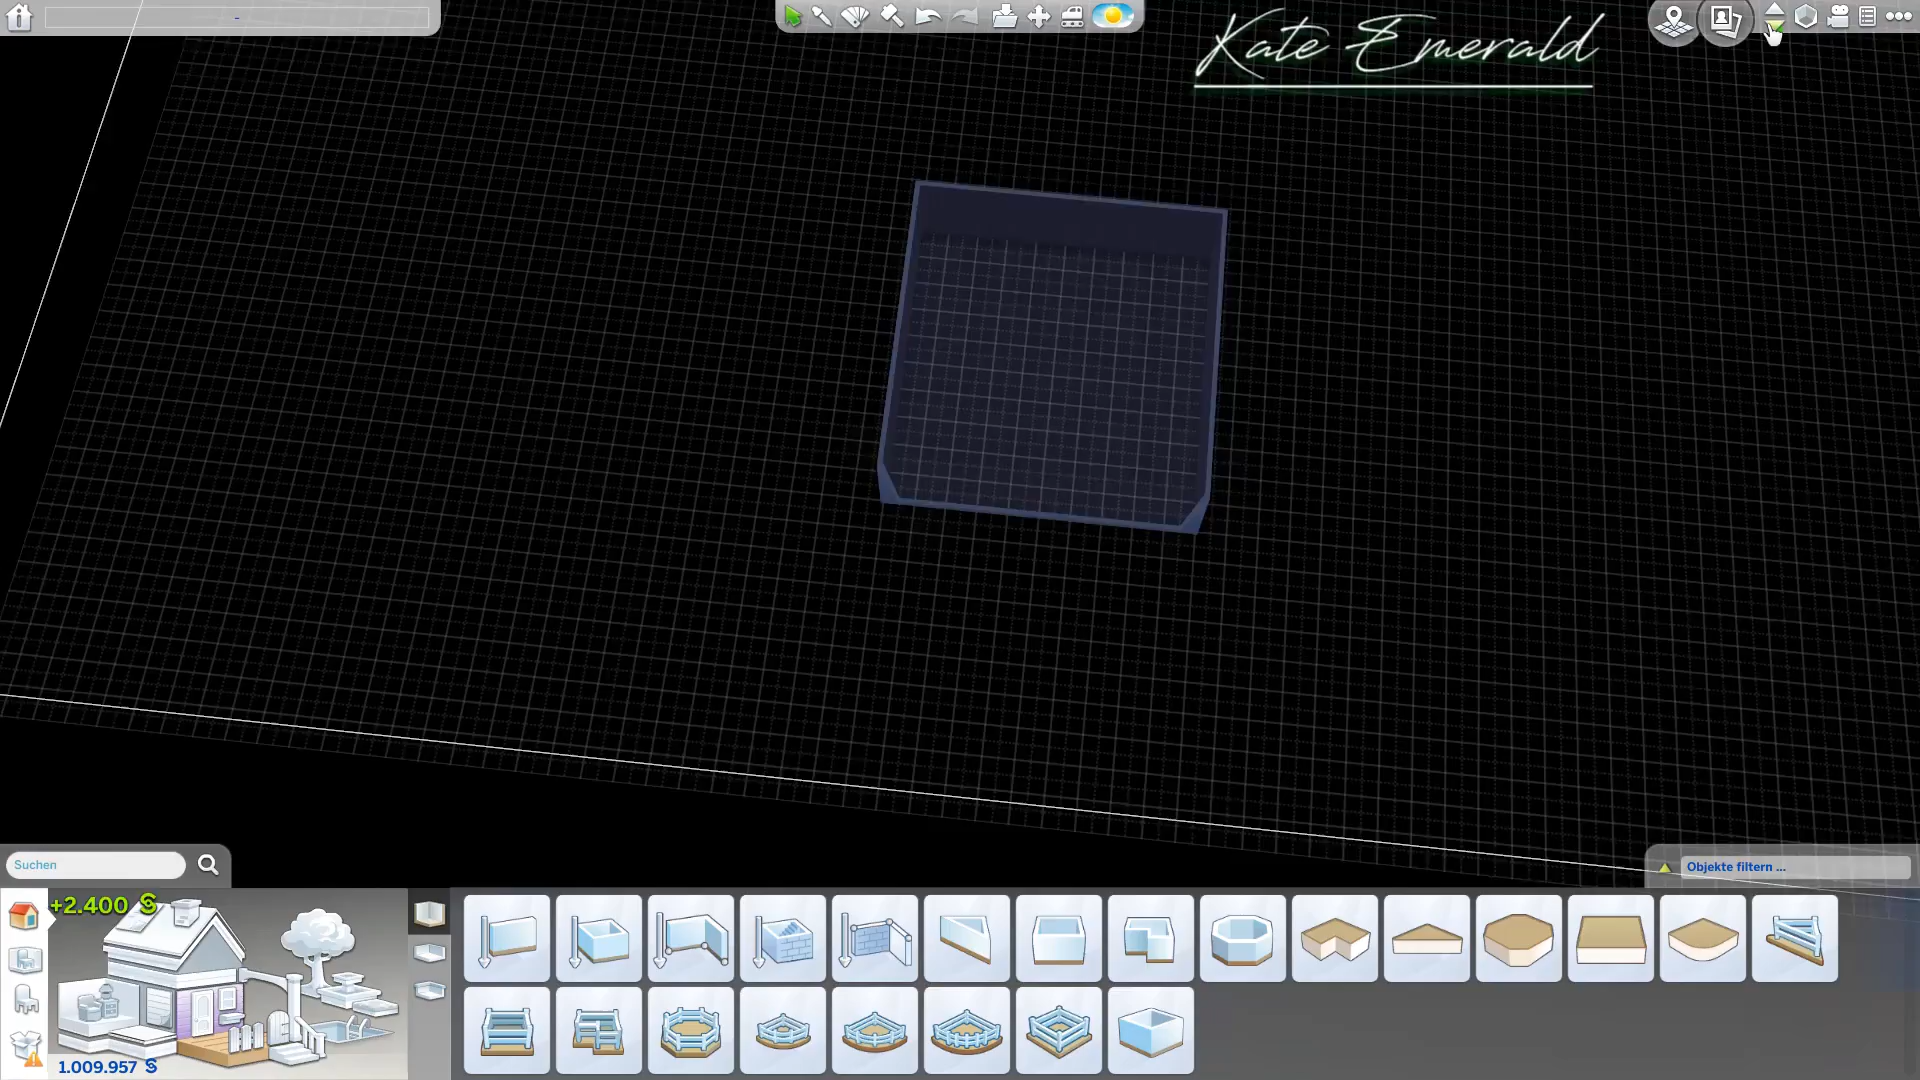 -
Kate Emerald
Suchen
Objekte filtern ...
+2.400 §
1.009.957 §